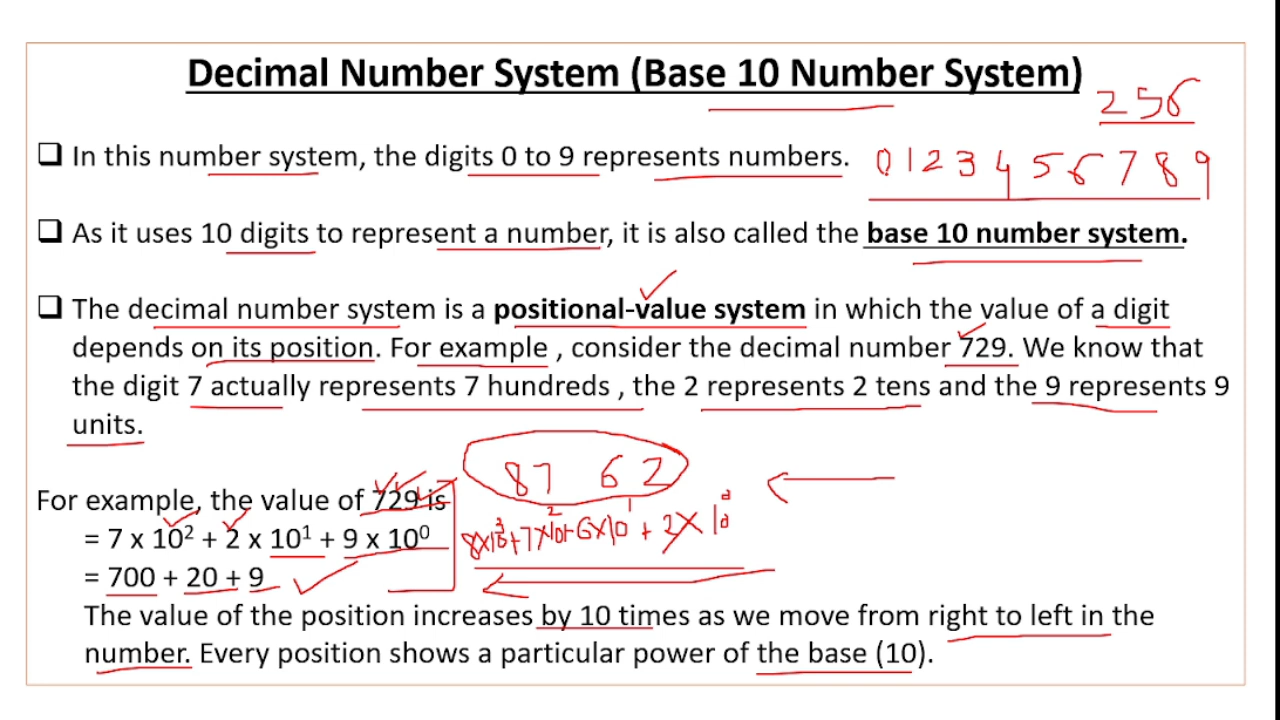 Decimal Number System (Base 10 Number System)
256
❑ In this number system, the digits 0 to 9 represents numbers.
0 1 2 3 4 5 6 7 8 9
❑ As it uses 10 digits to represent a number, it is also called the base 10 number system.
❑ The decimal number system is a positional-value system in which the value of a digit
depends on its position. For example , consider the decimal number 729. We know that
the digit 7 actually represents 7 hundreds , the 2 represents 2 tens and the 9 represents 9
units.
87 62
For example, the value of 729 is
= 7 x 10² + 2 x 10¹ + 9 x 10⁰
8×10³+7×10²+6×10¹ + 2×10⁰
= 700 + 20 + 9
The value of the position increases by 10 times as we move from right to left in the
number. Every position shows a particular power of the base (10).